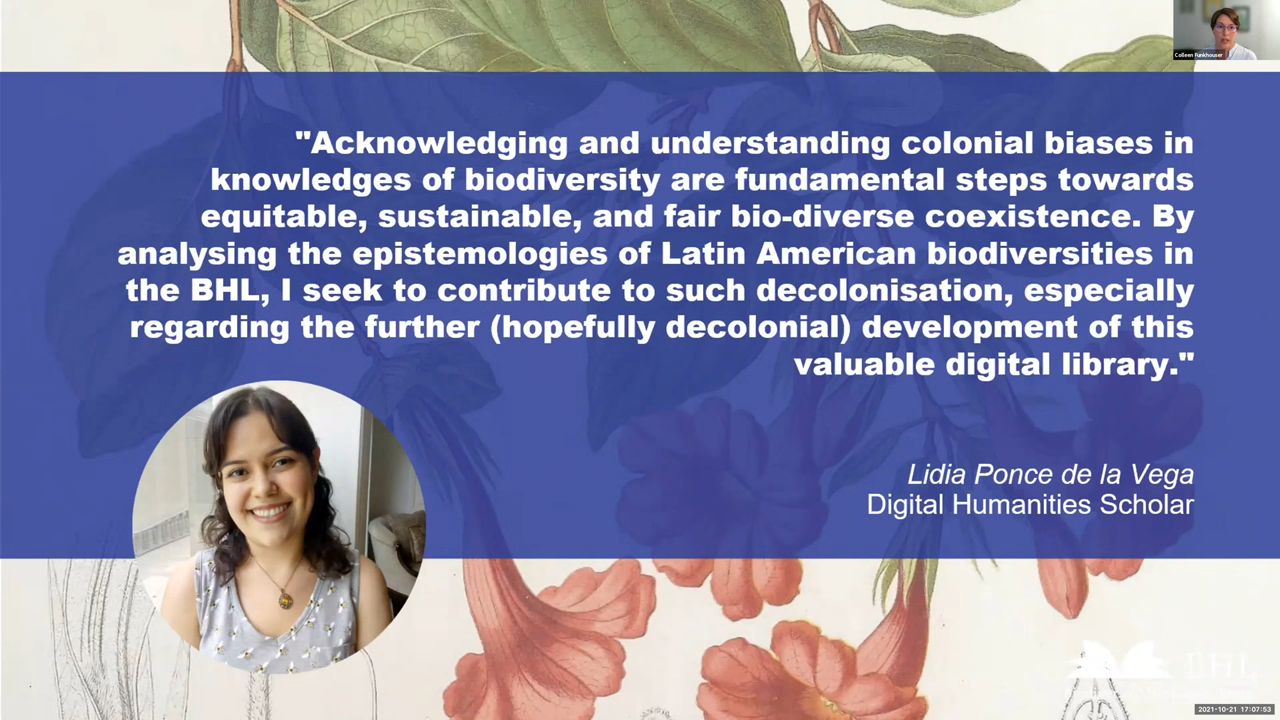 Colleen Funkhouser
"Acknowledging and understanding colonial biases in
knowledges of biodiversity are fundamental steps towards
equitable, sustainable, and fair bio-diverse coexistence. By
analysing the epistemologies of Latin American biodiversities in
the BHL, I seek to contribute to such decolonisation, especially
regarding the further (hopefully decolonial) development of this
valuable digital library."
Lidia Ponce de la Vega
Digital Humanities Scholar
BHL
2021-10-21 17:07:53